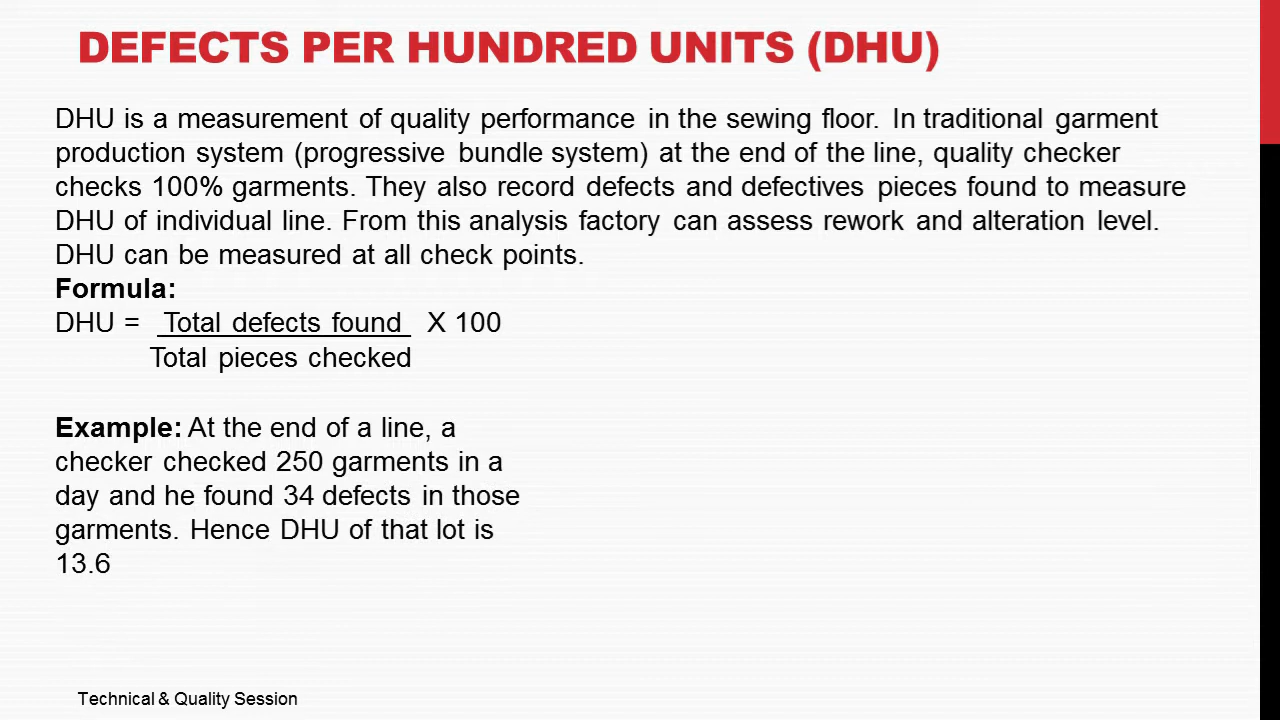 DEFECTS PER HUNDRED UNITS (DHU)
DHU is a measurement of quality performance in the sewing floor. In traditional garment
production system (progressive bundle system) at the end of the line, quality checker
checks 100% garments. They also record defects and defectives pieces found to measure
DHU of individual line. From this analysis factory can assess rework and alteration level.
DHU can be measured at all check points.
Formula:
DHU = Total defects found X 100
Total pieces checked
Example: At the end of a line, a
checker checked 250 garments in a
day and he found 34 defects in those
garments. Hence DHU of that lot is
13.6
Technical & Quality Session